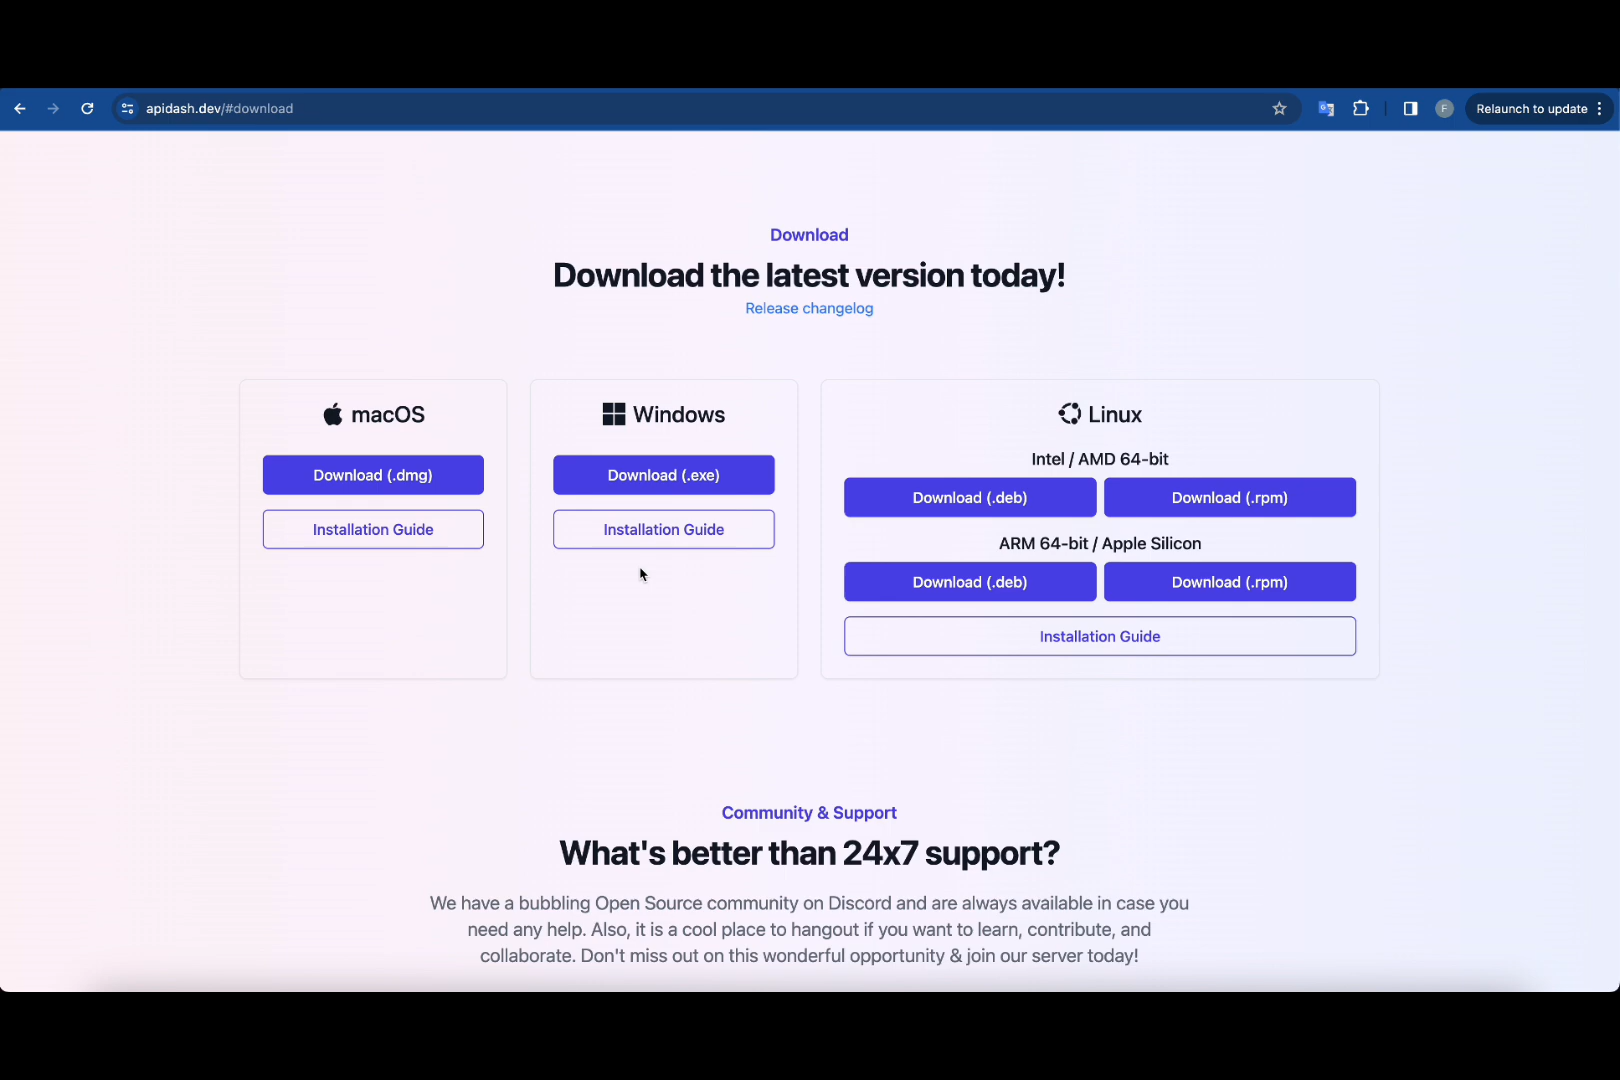 apidash.dev/#download
F
Relaunch to update
Download
Download the latest version today!
Release changelog
macOS
Download (.dmg)
Installation Guide
Windows
Download (.exe)
Installation Guide
Linux
Intel / AMD 64-bit
Download (.deb)
Download (.rpm)
ARM 64-bit / Apple Silicon
Download (.deb)
Download (.rpm)
Installation Guide
Community & Support
What's better than 24x7 support?
We have a bubbling Open Source community on Discord and are always available in case you
need any help. Also, it is a cool place to hangout if you want to learn, contribute, and
collaborate. Don't miss out on this wonderful opportunity & join our server today!